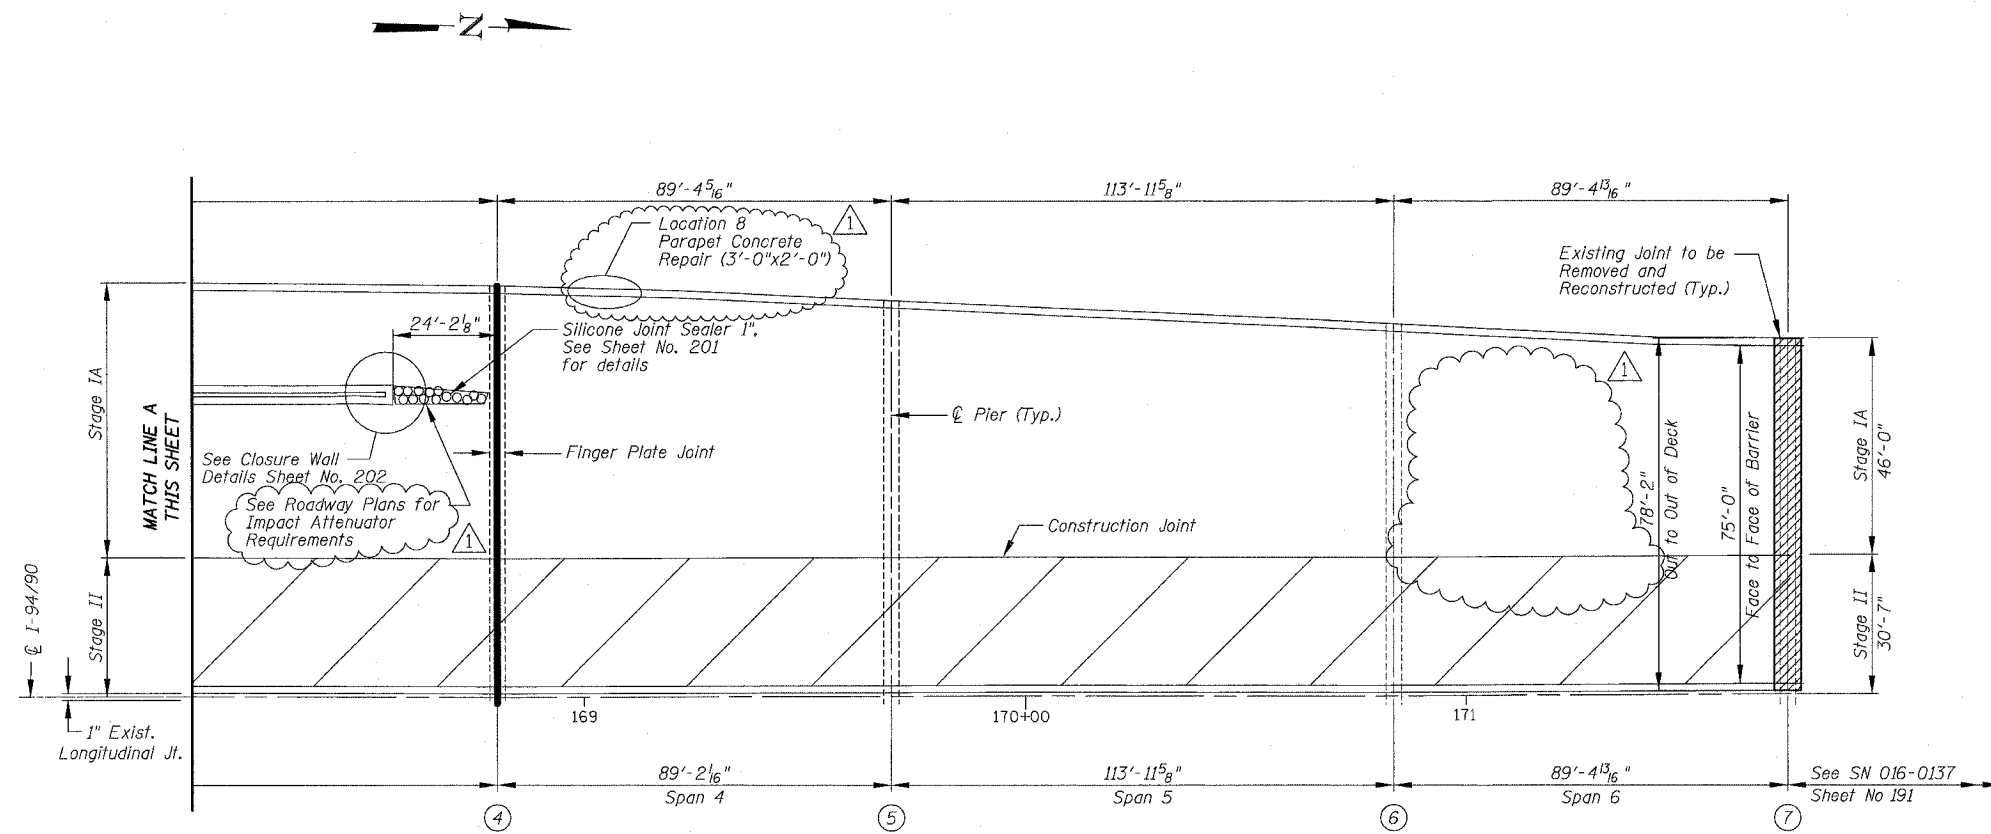 N
89'-4 5/16"
113'-11 5/8"
89'-4 13/16"
Location 8
Parapet Concrete
Repair (3'-0"x2'-0")
1
Existing Joint to be
Removed and
Reconstructed (Typ.)
24'-2 1/8"
Silicone Joint Sealer 1".
See Sheet No. 201
for details
1
Stage IA
MATCH LINE A
THIS SHEET
℄ Pier (Typ.)
Finger Plate Joint
See Closure Wall
Details Sheet No. 202
See Roadway Plans for
Impact Attenuator
Requirements
1
Construction Joint
78'-2"
Out to Out of Deck
75'-0"
Face to Face of Barrier
Stage IA
46'-0"
℄ I-94/90
Stage II
Stage II
30'-7"
1" Exist.
Longitudinal Jt.
169
170+00
171
89'-2 1/16"
Span 4
113'-11 5/8"
Span 5
89'-4 13/16"
Span 6
See SN 016-0137
Sheet No 191
4
5
6
7